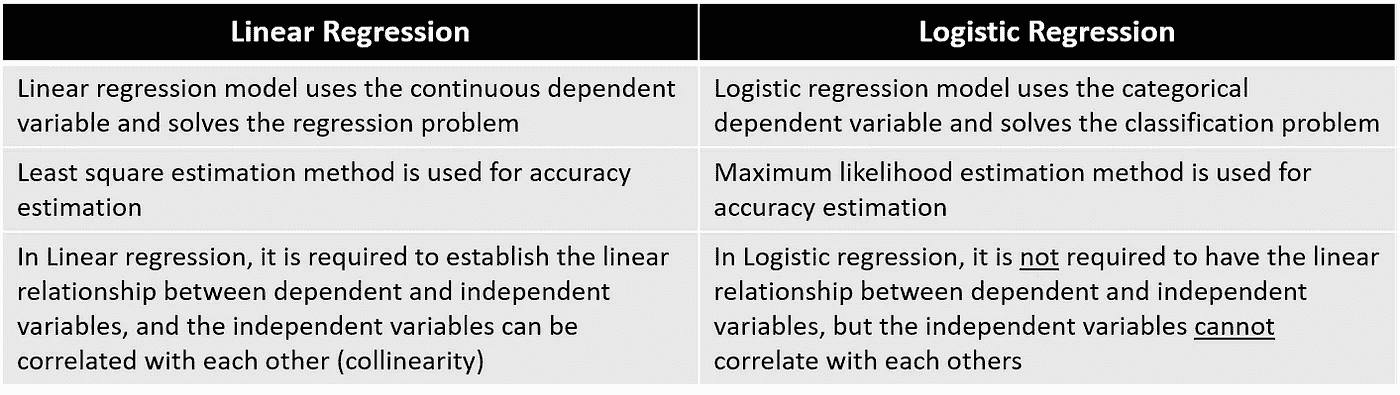 Linear Regression
Logistic Regression
Linear regression model uses the continuous dependent
variable and solves the regression problem
Logistic regression model uses the categorical
dependent variable and solves the classification problem
Least square estimation method is used for accuracy
estimation
Maximum likelihood estimation method is used for
accuracy estimation
In Linear regression, it is required to establish the linear
relationship between dependent and independent
variables, and the independent variables can be
correlated with each other (collinearity)
In Logistic regression, it is not required to have the linear
relationship between dependent and independent
variables, but the independent variables cannot
correlate with each others